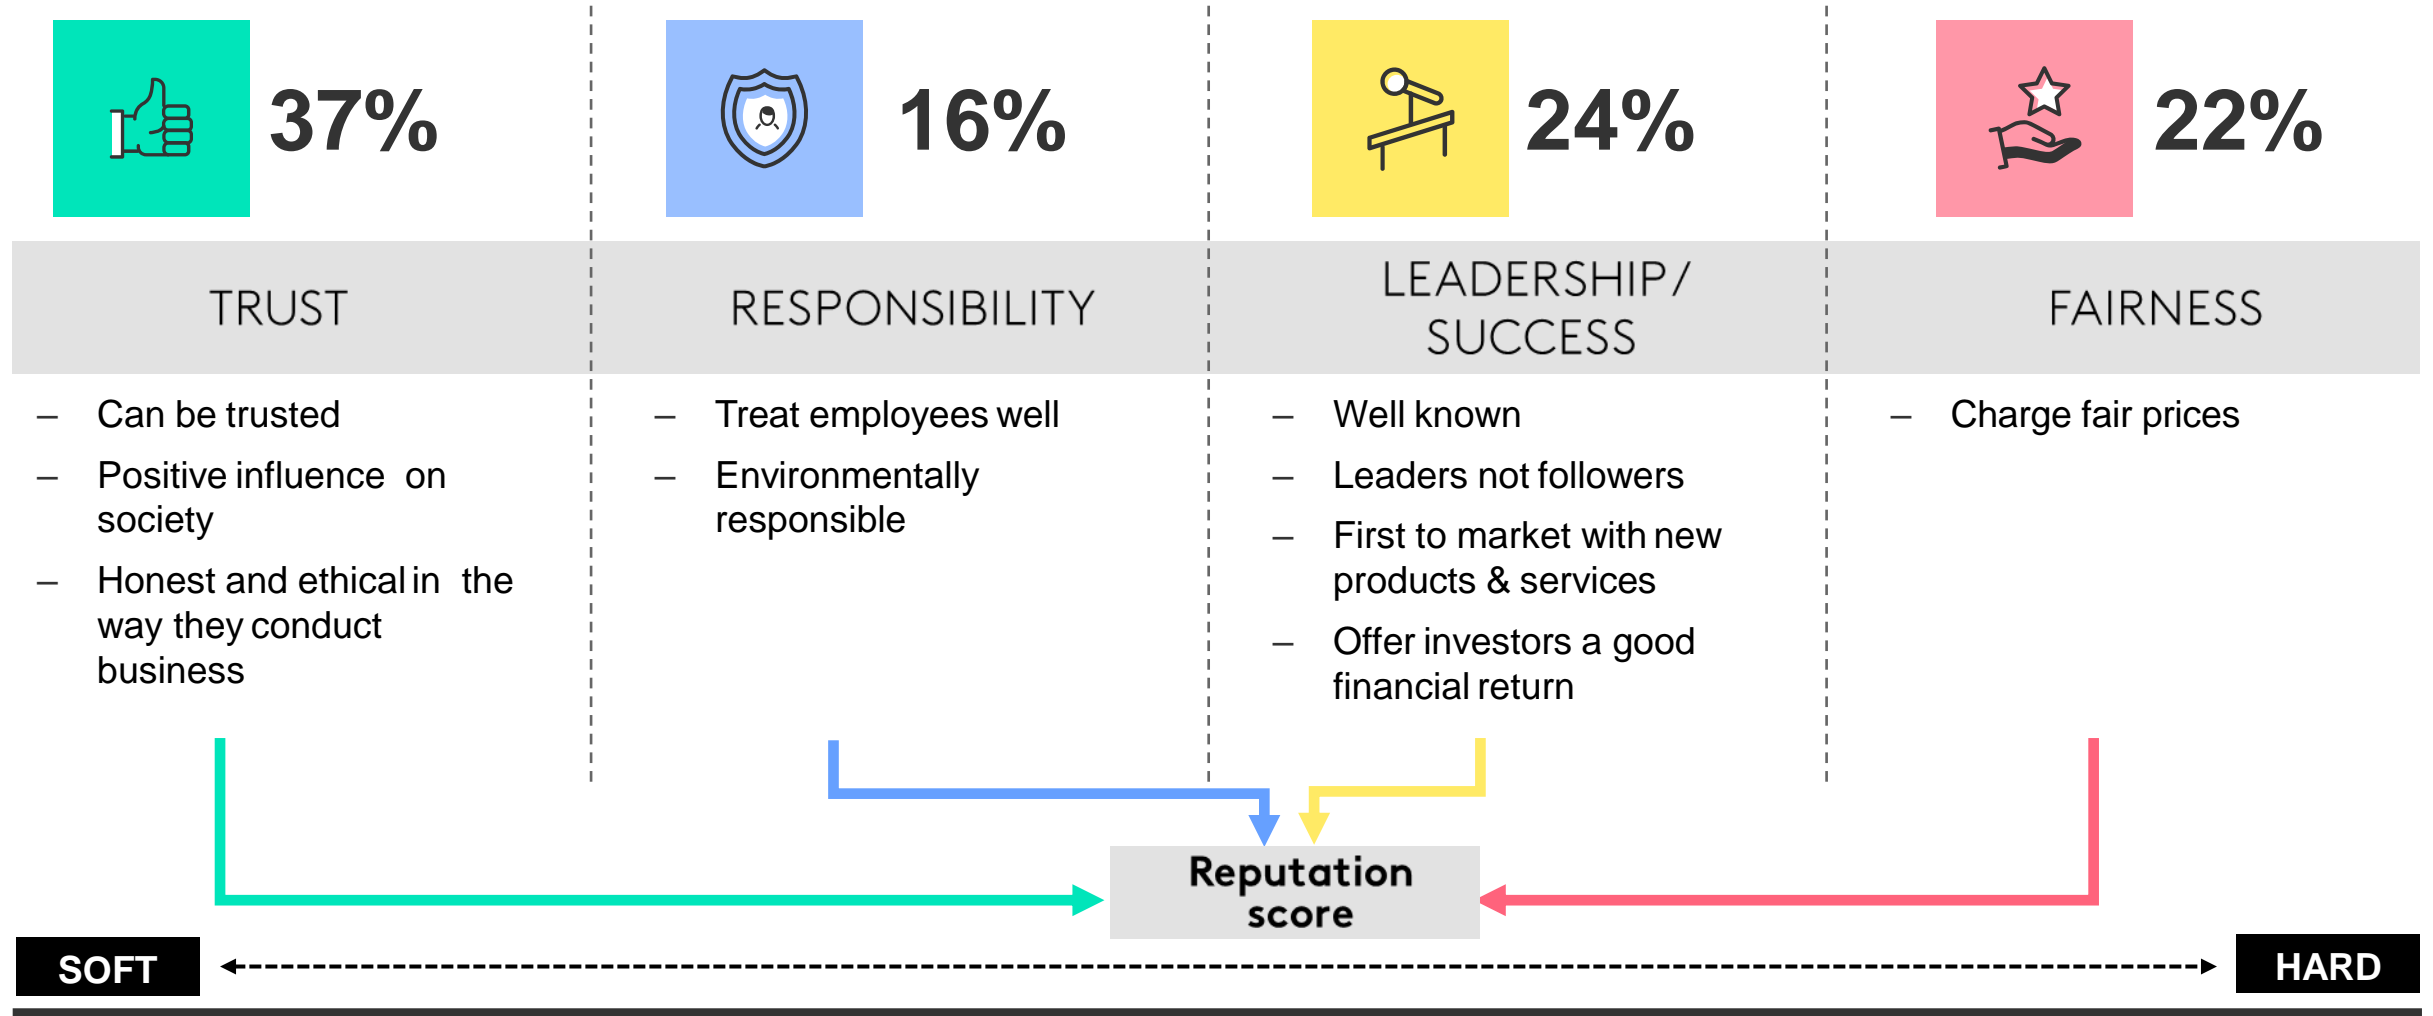 37%
16%
24%
22%
TRUST
RESPONSIBILITY
LEADERSHIP/
SUCCESS
FAIRNESS
– Can be trusted
– Positive influence on
society
– Honest and ethical in the
way they conduct
business
– Treat employees well
– Environmentally
responsible
– Well known
– Leaders not followers
– First to market with new
products & services
– Offer investors a good
financial return
– Charge fair prices
Reputation
score
SOFT
HARD